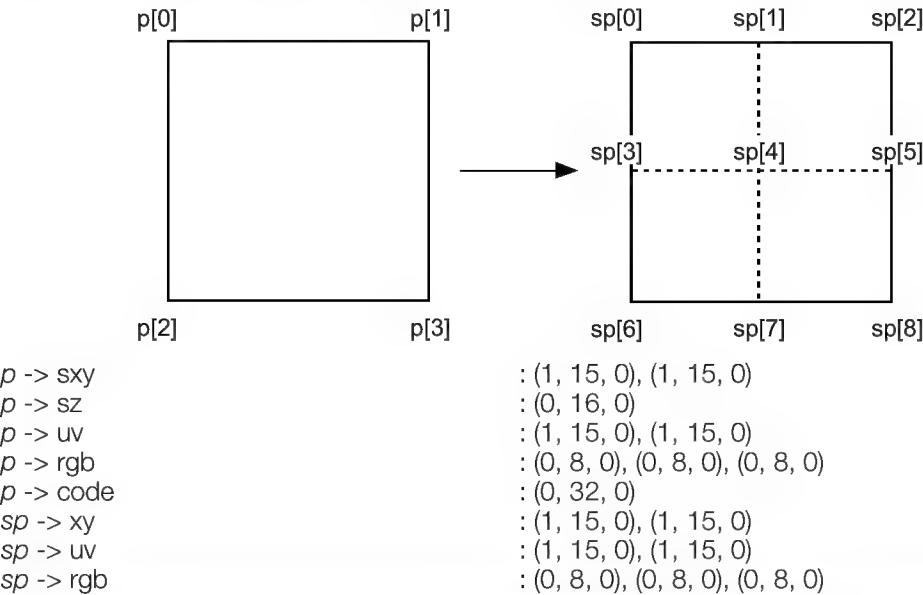 p[0] p[1] sp[0] sp[1] sp[2]
sp[3] sp[4] sp[5]
p[2] p[3] sp[6] sp[7] sp[8]
p -> sxy : (1, 15, 0), (1, 15, 0)
p -> sz : (0, 16, 0)
p -> uv : (1, 15, 0), (1, 15, 0)
p -> rgb : (0, 8, 0), (0, 8, 0), (0, 8, 0)
p -> code : (0, 32, 0)
sp -> xy : (1, 15, 0), (1, 15, 0)
sp -> uv : (1, 15, 0), (1, 15, 0)
sp -> rgb : (0, 8, 0), (0, 8, 0), (0, 8, 0)